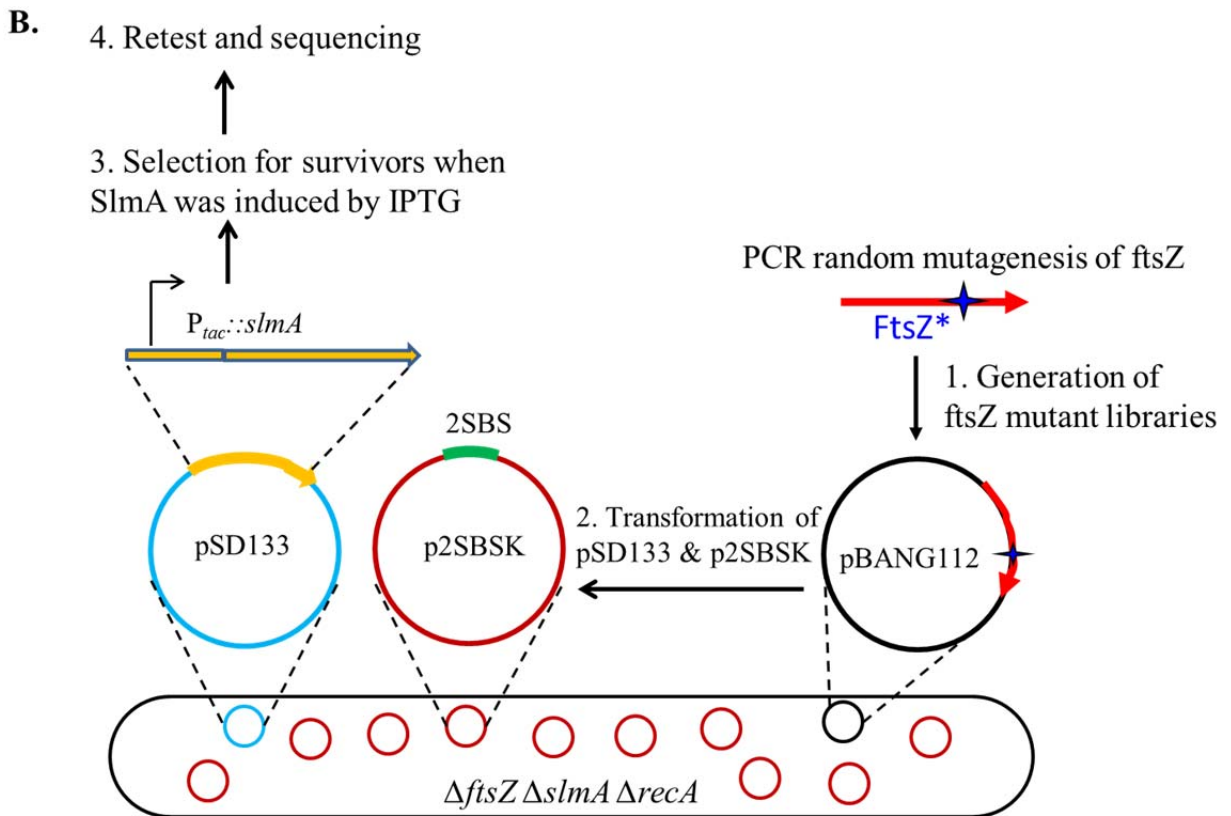 B.
4. Retest and sequencing
3. Selection for survivors when
SlmA was induced by IPTG
Ptac::slmA
PCR random mutagenesis of ftsZ
FtsZ*
1. Generation of
ftsZ mutant libraries
2SBS
pSD133
p2SBSK
2. Transformation of
pSD133 & p2SBSK
pBANG112
ΔftsZ ΔslmA ΔrecA